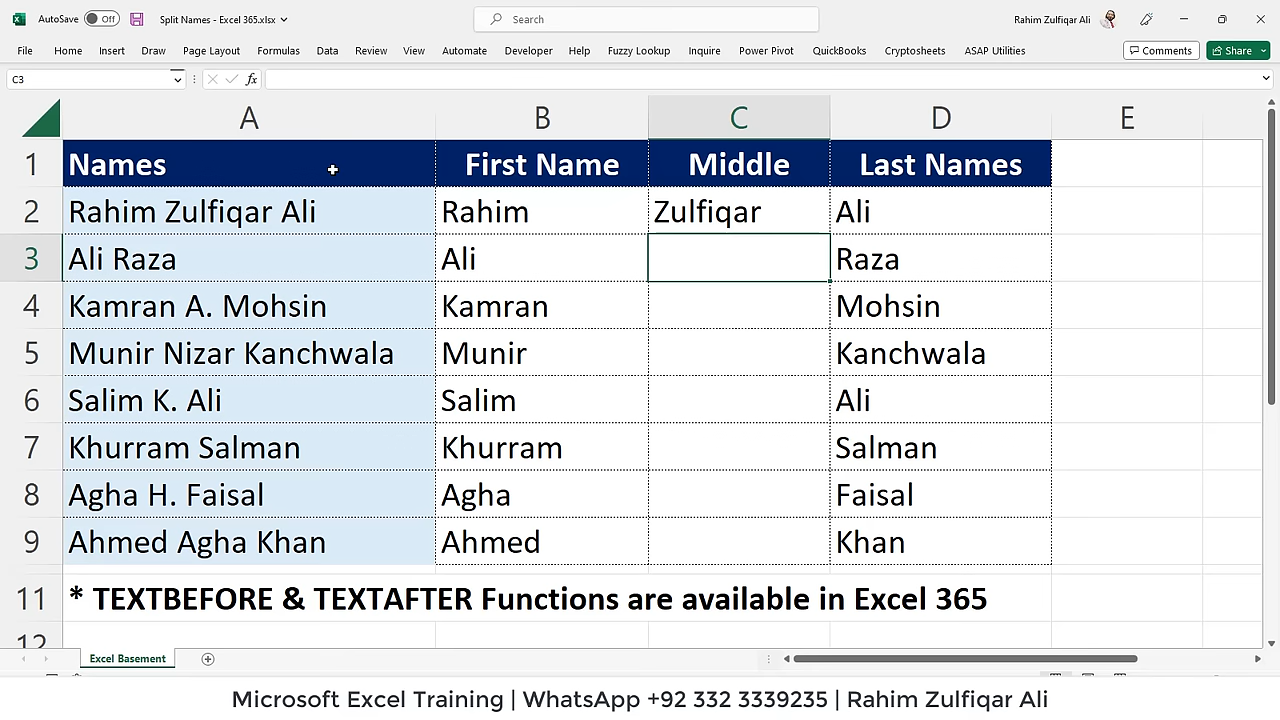 AutoSave Off Split Names - Excel 365.xlsx Search Rahim Zulfiqar Ali
File Home Insert Draw Page Layout Formulas Data Review View Automate Developer Help Fuzzy Lookup Inquire Power Pivot QuickBooks Cryptosheets ASAP Utilities Comments Share
C3 fx
A B C D E
1 Names First Name Middle Last Names
2 Rahim Zulfiqar Ali Rahim Zulfiqar Ali
3 Ali Raza Ali Raza
4 Kamran A. Mohsin Kamran Mohsin
5 Munir Nizar Kanchwala Munir Kanchwala
6 Salim K. Ali Salim Ali
7 Khurram Salman Khurram Salman
8 Agha H. Faisal Agha Faisal
9 Ahmed Agha Khan Ahmed Khan
11 * TEXTBEFORE & TEXTAFTER Functions are available in Excel 365
12
Excel Basement
Microsoft Excel Training | WhatsApp +92 332 3339235 | Rahim Zulfiqar Ali